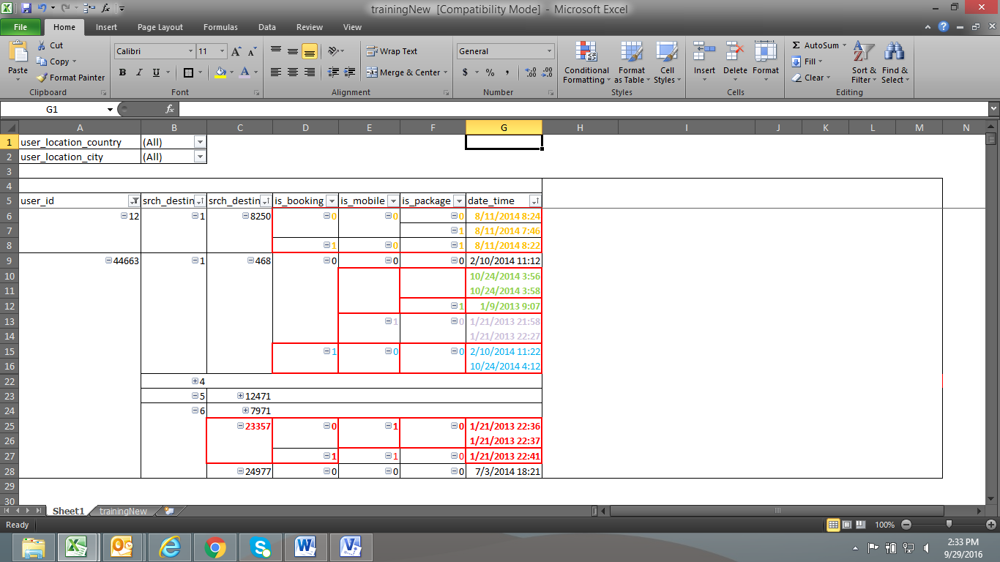 trainingNew [Compatibility Mode] - Microsoft Excel
File Home Insert Page Layout Formulas Data Review View
Paste Cut Copy Format Painter Clipboard
Calibri 11 B I U A A A Font
Wrap Text Merge & Center Alignment
General $ % , .0 .00 .00 .0 Number
Conditional Formatting Format as Table Cell Styles Styles
Insert Delete Format Cells
Σ AutoSum Fill Clear Sort & Filter Find & Select Editing
G1 fx
A B C D E F G H I J K L M N
1 user_location_country (All)
2 user_location_city (All)
3
4
5 user_id srch_destin srch_destin is_booking is_mobile is_package date_time
6 12 1 8250 0 0 0 8/11/2014 8:24
7 1 8/11/2014 7:46
8 1 0 1 8/11/2014 8:22
9 44663 1 468 0 0 0 2/10/2014 11:12
10 10/24/2014 3:56
11 10/24/2014 3:58
12 1 1/9/2013 9:07
13 1 0 1/21/2013 21:58
14 1/21/2013 22:27
15 1 0 0 2/10/2014 11:22
16 10/24/2014 4:12
22 4
23 5 12471
24 6 7971
25 23357 0 1 0 1/21/2013 22:36
26 1/21/2013 22:37
27 1 1 0 1/21/2013 22:41
28 24977 0 0 0 7/3/2014 18:21
29
30
Sheet1 trainingNew
Ready 100%
2:33 PM
9/29/2016